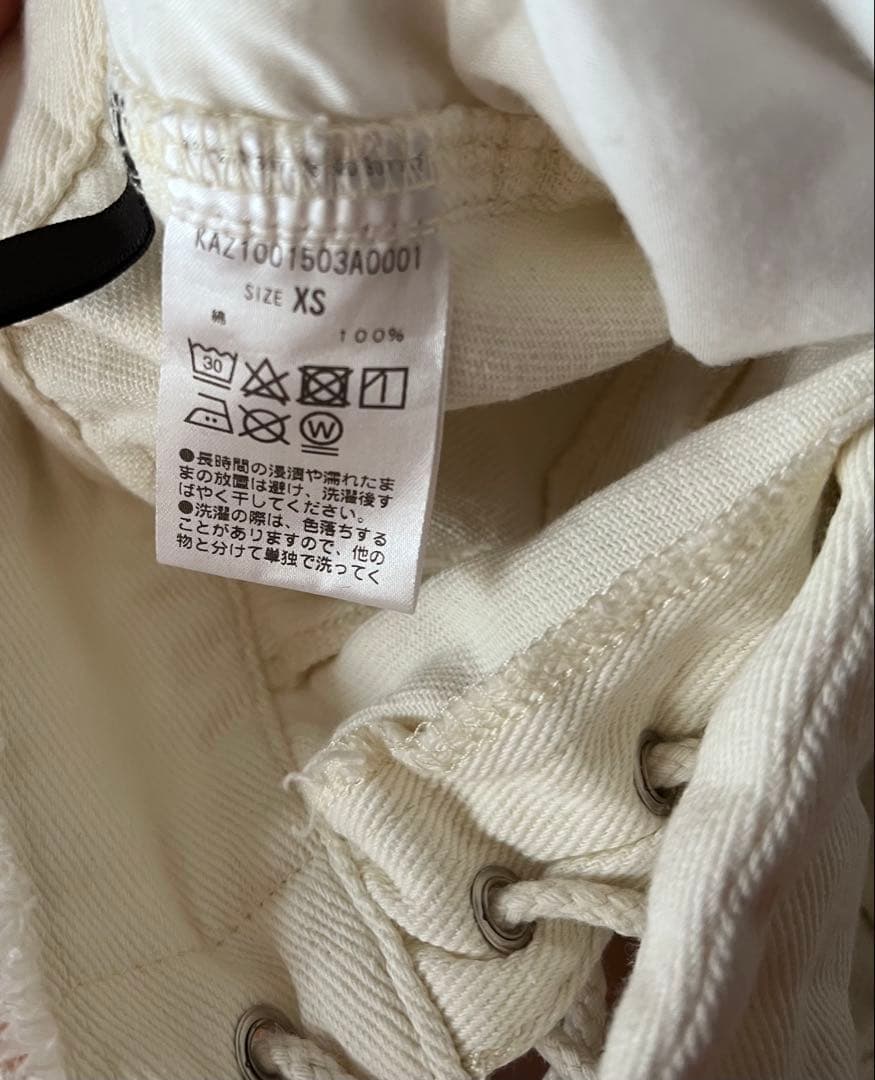 KAZ1001503A0001
SIZE XS
綿 100%
30
W
●長時間の浸漬や濡れたま
まの放置は避け、洗濯後す
ばやく干してください。
●洗濯の際は、色落ちする
ことがありますので、他の
物と分けて単独で洗ってく